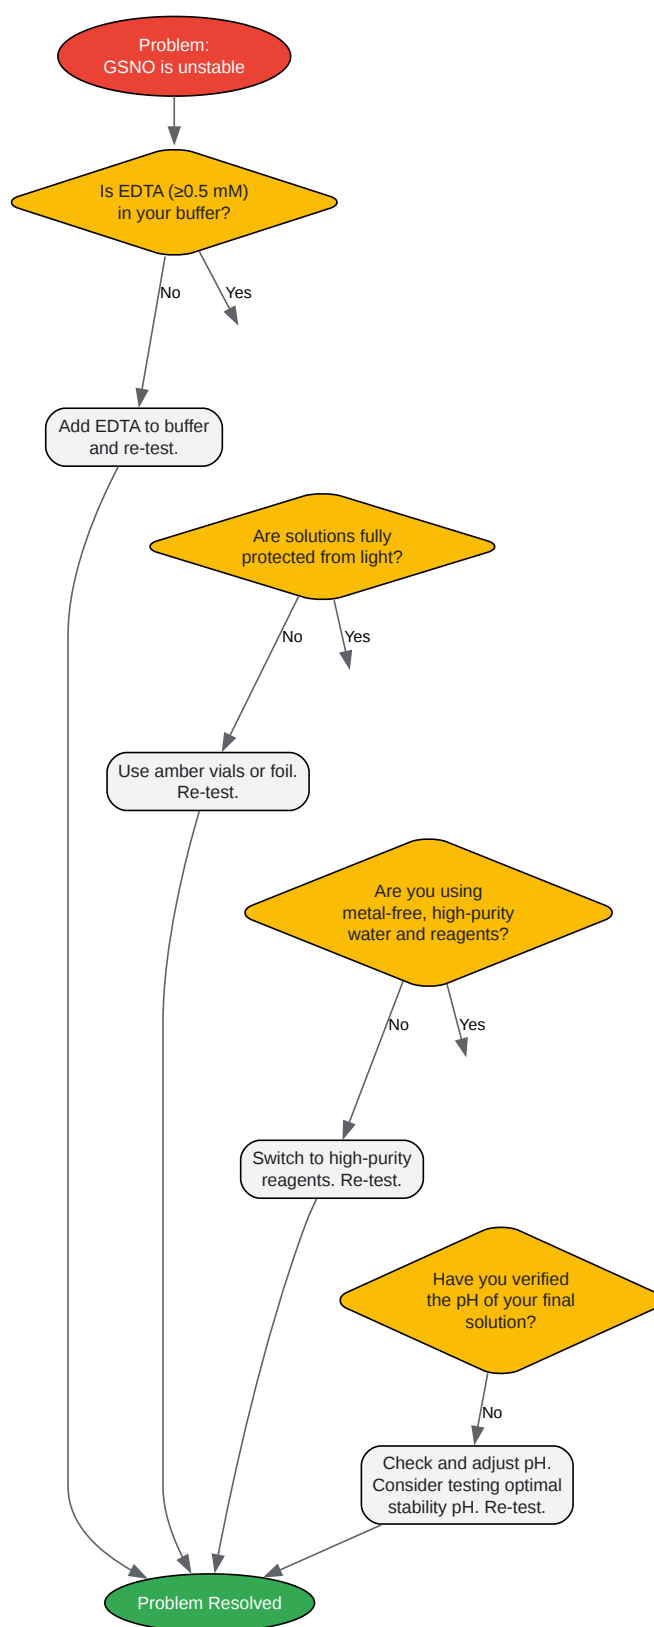 Problem:
GSNO is unstable
Is EDTA (≥0.5 mM)
in your buffer?
No
Yes
Add EDTA to buffer
and re-test.
Are solutions fully
protected from light?
No
Yes
Use amber vials or foil.
Re-test.
Are you using
metal-free, high-purity
water and reagents?
No
Yes
Switch to high-purity
reagents. Re-test.
Have you verified
the pH of your final
solution?
No
Check and adjust pH.
Consider testing optimal
stability pH. Re-test.
Problem Resolved